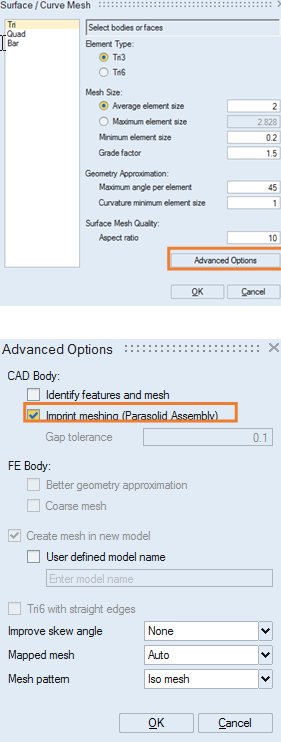 Surface / Curve Mesh
Tri
Quad
Bar
Select bodies or faces
Element Type:
Tri3
Tri6
Mesh Size:
Average element size 2
Maximum element size 2.828
Minimum element size 0.2
Grade factor 1.5
Geometry Approximation:
Maximum angle per element 45
Curvature minimum element size 1
Surface Mesh Quality:
Aspect ratio 10
Advanced Options
OK Cancel
Advanced Options
CAD Body:
Identify features and mesh
Imprint meshing (Parasolid Assembly)
Gap tolerance 0.1
FE Body:
Better geometry approximation
Coarse mesh
Create mesh in new model
User defined model name
Enter model name
Tri6 with straight edges
Improve skew angle None
Mapped mesh Auto
Mesh pattern Iso mesh
OK Cancel